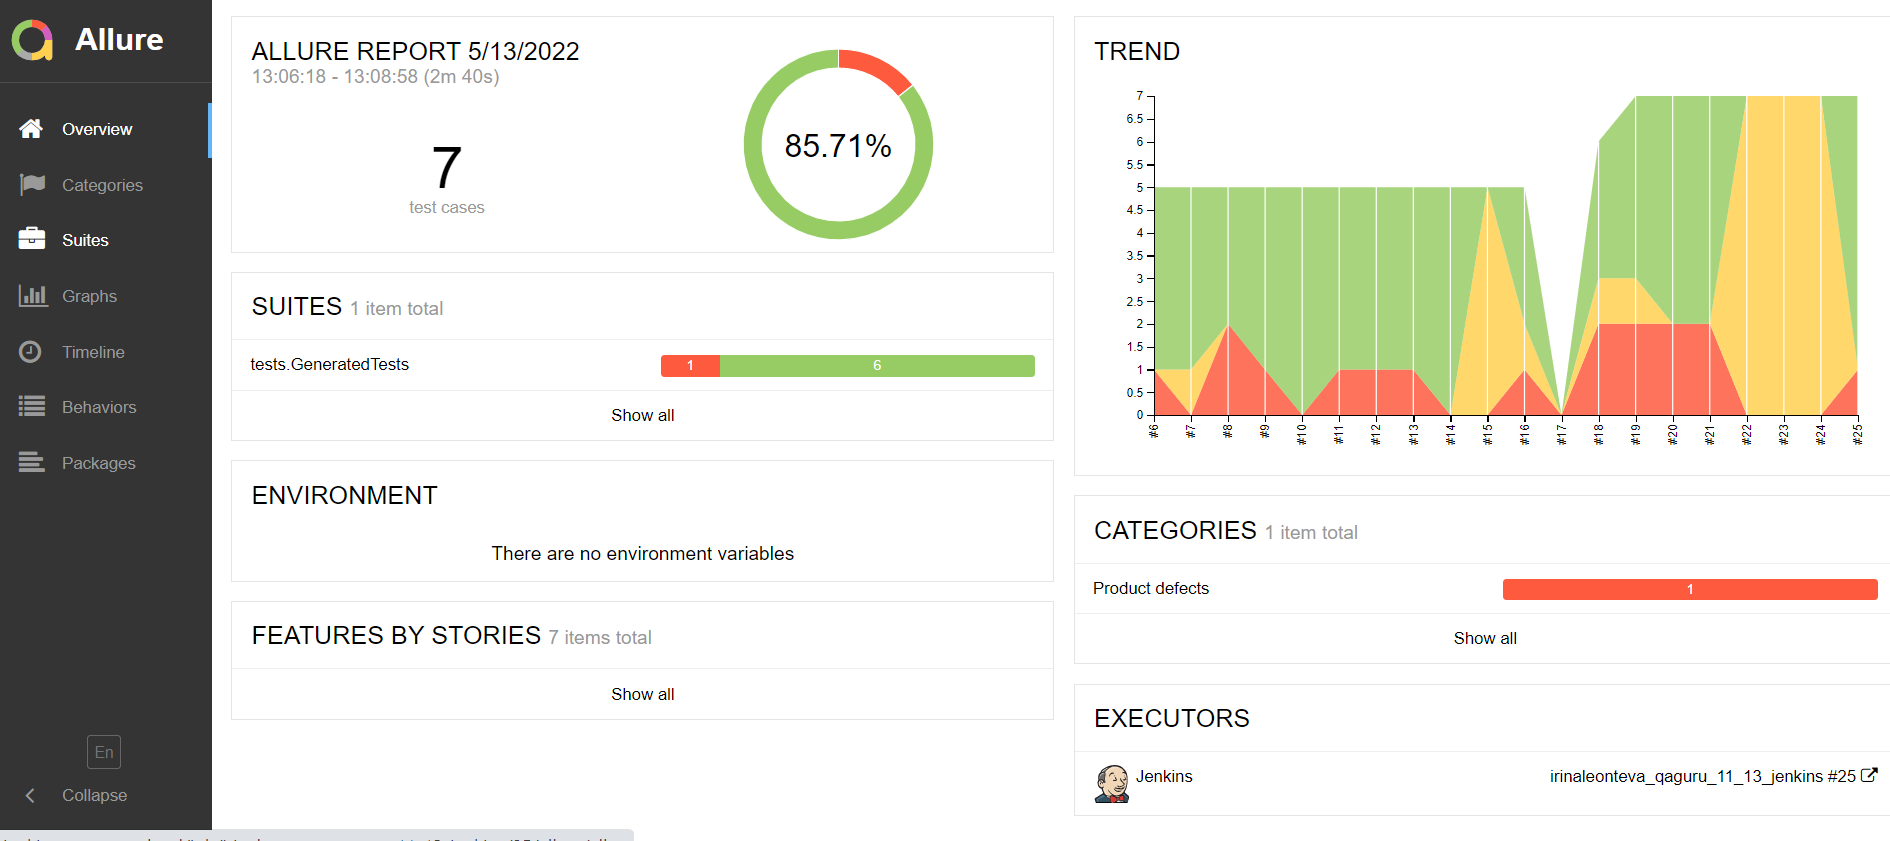 Allure
Overview
Categories
Suites
Graphs
Timeline
Behaviors
Packages
En
Collapse
ALLURE REPORT 5/13/2022
13:06:18 - 13:08:58 (2m 40s)
7
test cases
85.71%
SUITES 1 item total
tests.GeneratedTests 1 6
Show all
ENVIRONMENT
There are no environment variables
FEATURES BY STORIES 7 items total
Show all
TREND
7
6.5
6
5.5
5
4.5
4
3.5
3
2.5
2
1.5
1
0.5
0
#6 #7 #8 #9 #10 #11 #12 #13 #14 #15 #16 #17 #18 #19 #20 #21 #22 #23 #24 #25
CATEGORIES 1 item total
Product defects 1
Show all
EXECUTORS
Jenkins irinaleonteva_qaguru_11_13_jenkins #25